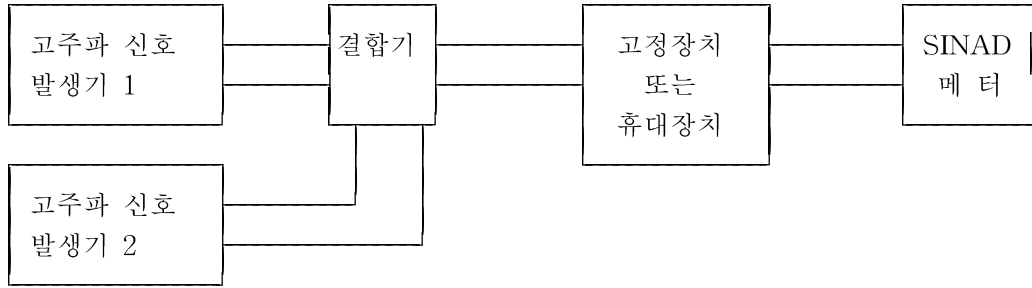 고주파 신호
발생기 1
결합기
고정장치
또는
휴대장치
SINAD
메 터
고주파 신호
발생기 2